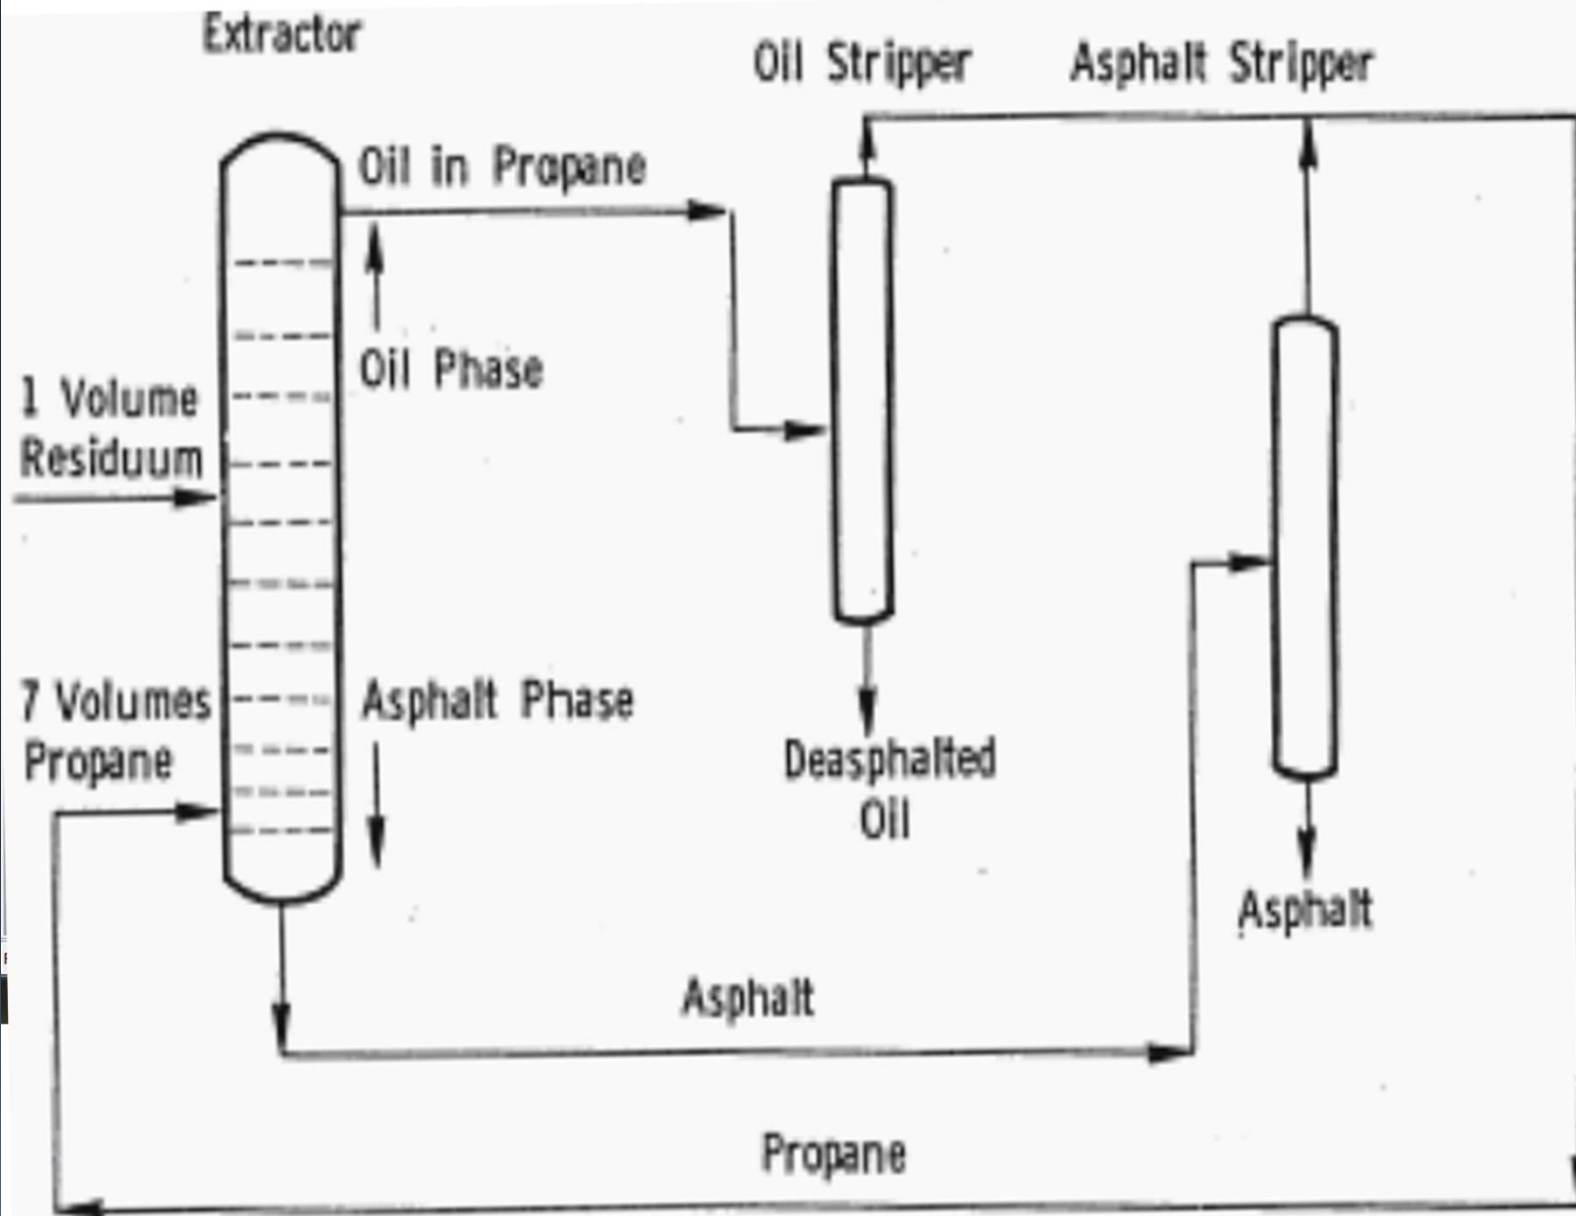 Extractor
Oil Stripper
Asphalt Stripper
Oil in Propane
Oil Phase
1 Volume
Residuum
7 Volumes
Propane
Asphalt Phase
Deasphalted
Oil
Asphalt
Asphalt
Propane